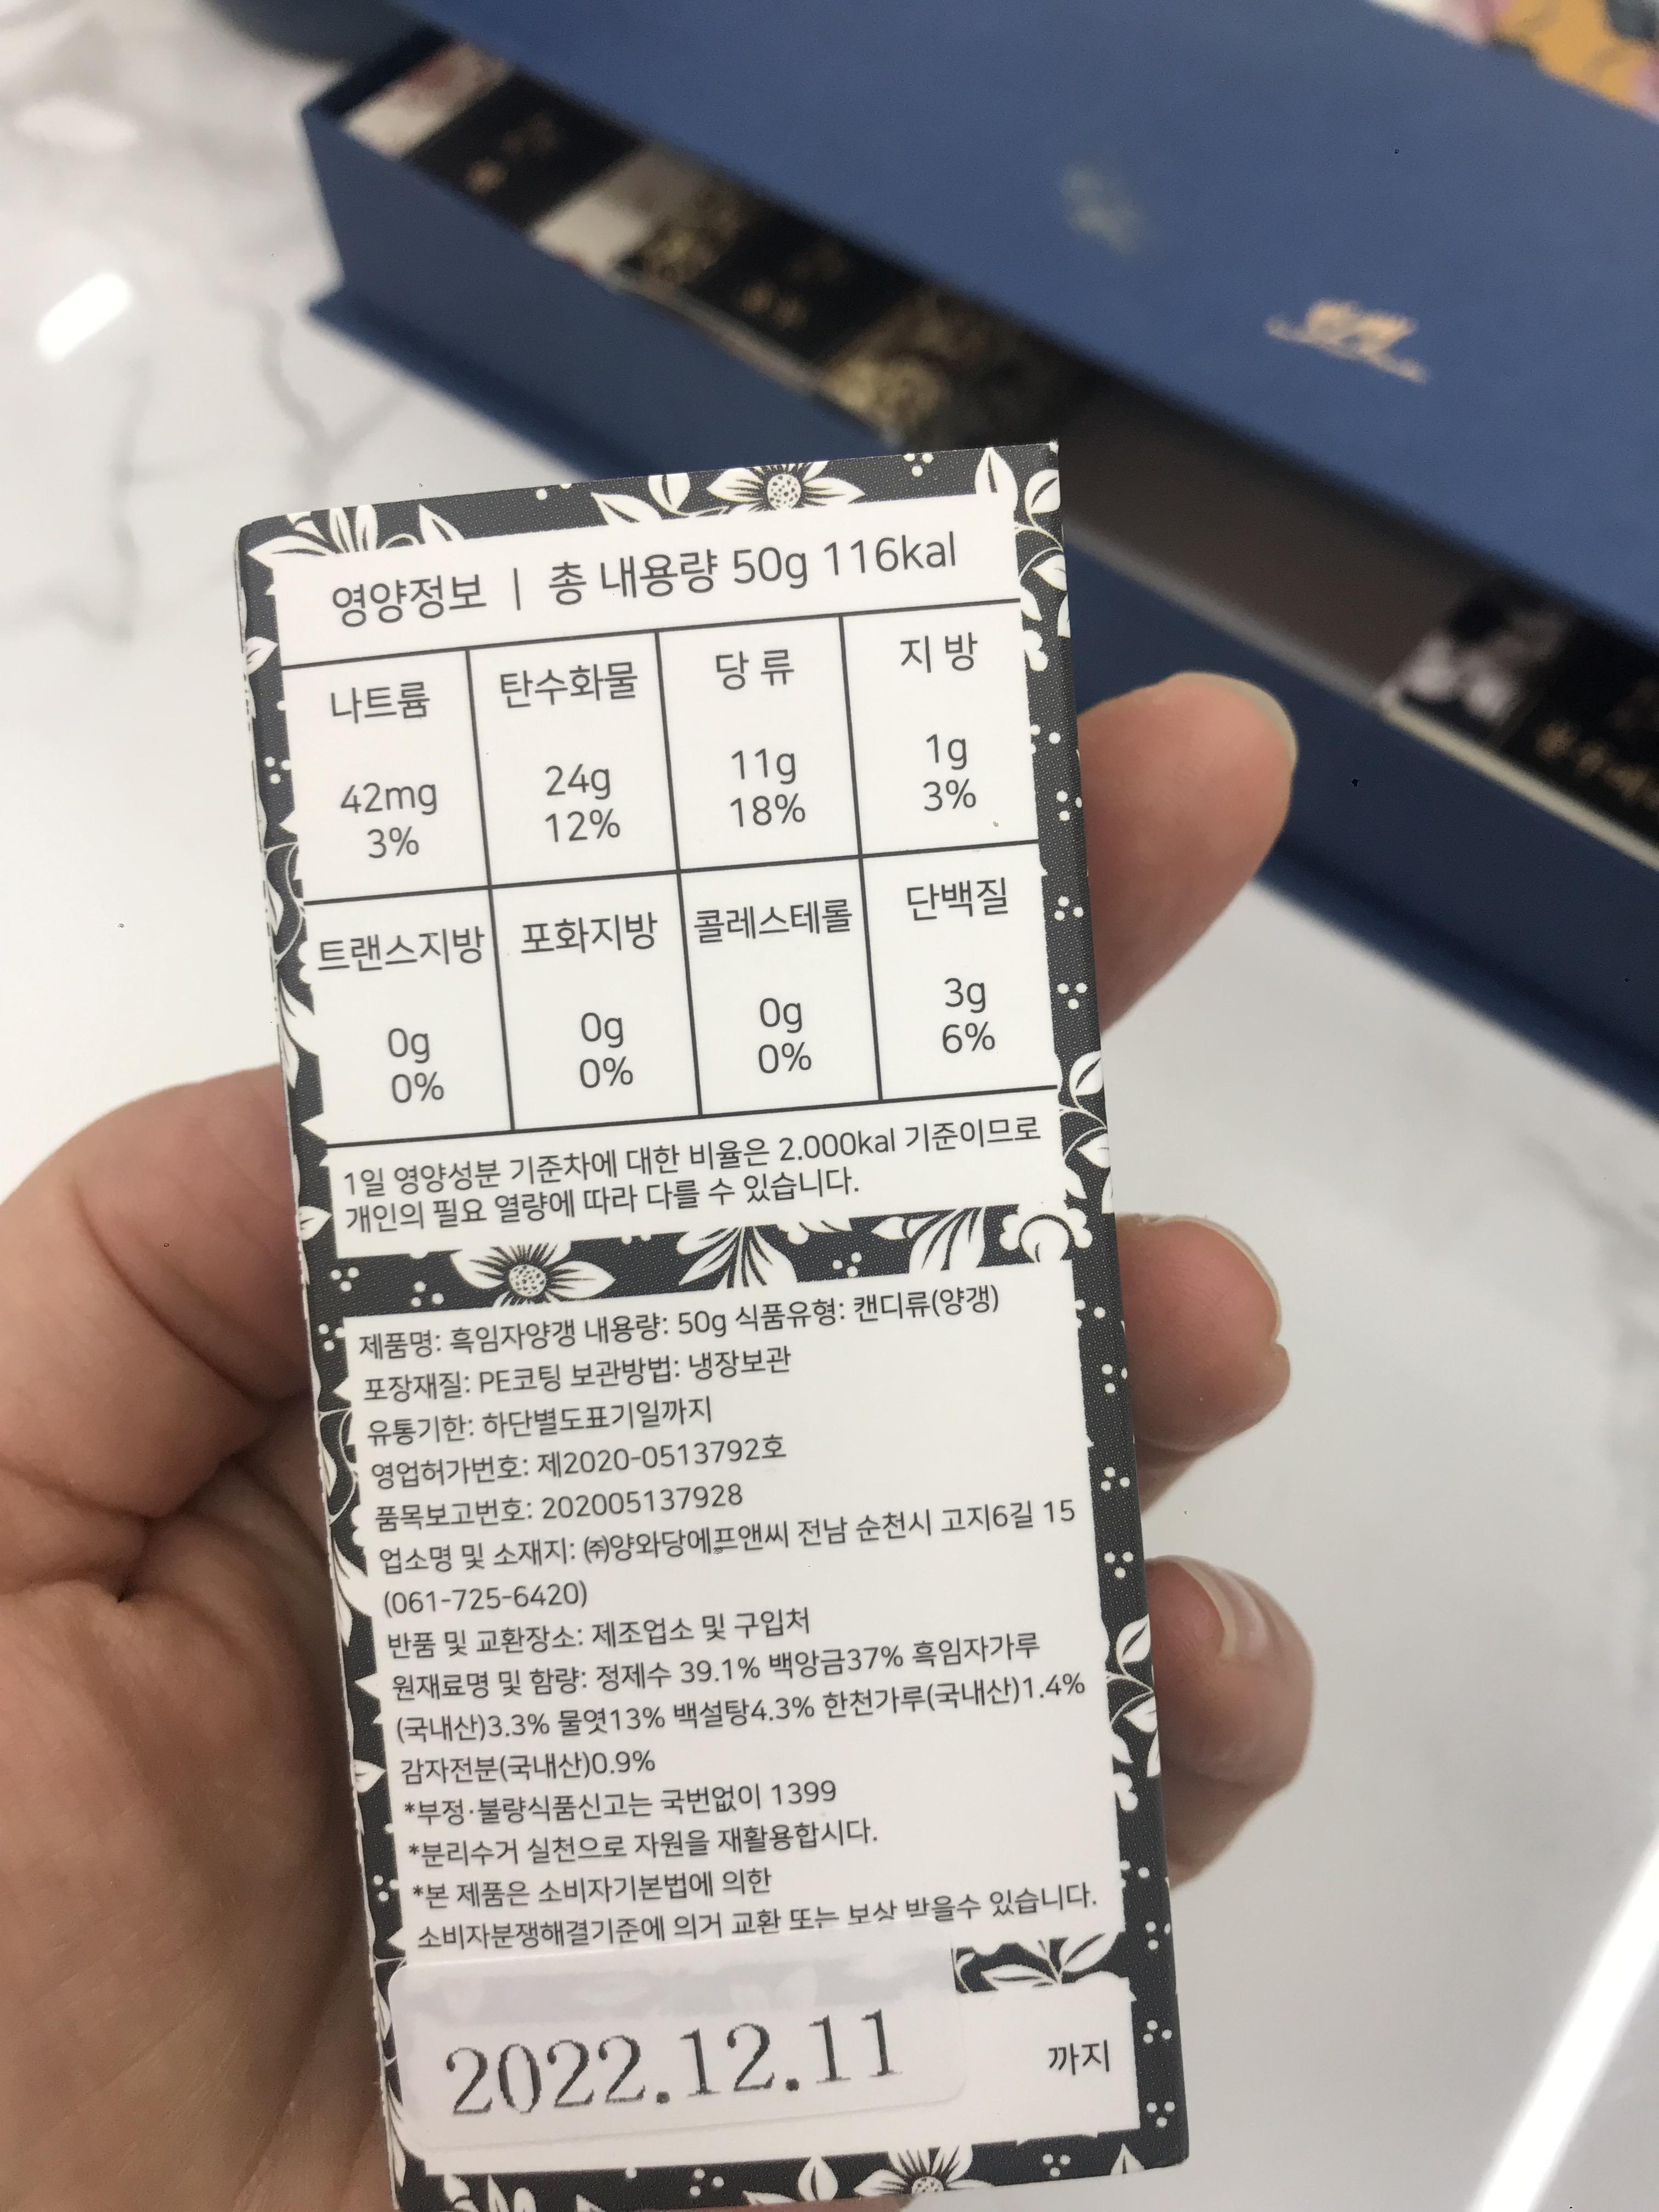 영양정보 | 총 내용량 50g 116kal
나트륨 탄수화물 당 류 지 방
42mg 24g 11g 1g
3% 12% 18% 3%
트랜스지방 포화지방 콜레스테롤 단백질
0g 0g 0g 3g
0% 0% 0% 6%
1일 영양성분 기준차에 대한 비율은 2.000kal 기준이므로
개인의 필요 열량에 따라 다를 수 있습니다.
제품명: 흑임자양갱 내용량: 50g 식품유형: 캔디류(양갱)
포장재질: PE코팅 보관방법: 냉장보관
유통기한: 하단별도표기일까지
영업허가번호: 제2020-0513792호
품목보고번호: 202005137928
업소명 및 소재지: ㈜양와당에프앤씨 전남 순천시 고지6길 15
(061-725-6420)
반품 및 교환장소: 제조업소 및 구입처
원재료명 및 함량: 정제수 39.1% 백앙금37% 흑임자가루
(국내산)3.3% 물엿13% 백설탕4.3% 한천가루(국내산)1.4%
감자전분(국내산)0.9%
*부정·불량식품신고는 국번없이 1399
*분리수거 실천으로 자원을 재활용합시다.
*본 제품은 소비자기본법에 의한
소비자분쟁해결기준에 의거 교환 또는 보상 받을수 있습니다.
2022.12.11 까지